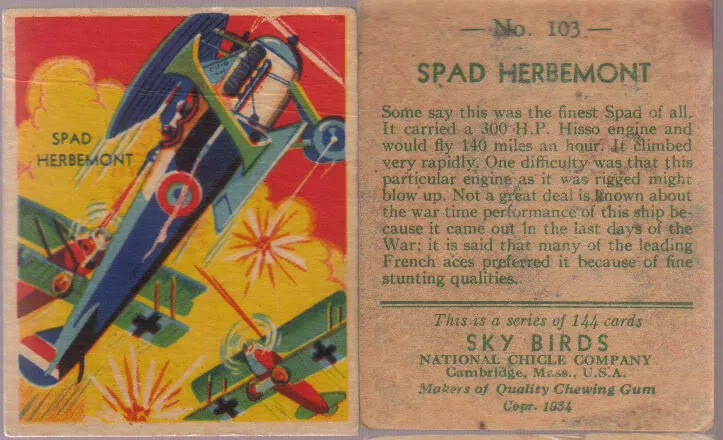 SPAD
HERBEMONT
— No. 103 —
SPAD HERBEMONT
Some say this was the finest Spad of all.
It carried a 300 H.P. Hisso engine and
would fly 140 miles an hour. It climbed
very rapidly. One difficulty was that this
particular engine as it was rigged might
blow up. Not a great deal is known about
the war time performance of this ship be-
cause it came out in the last days of the
War; it is said that many of the leading
French aces preferred it because of fine
stunting qualities.
This is a series of 144 cards
SKY BIRDS
NATIONAL CHICLE COMPANY
Cambridge, Mass., U.S.A.
Makers of Quality Chewing Gum
Copr. 1934